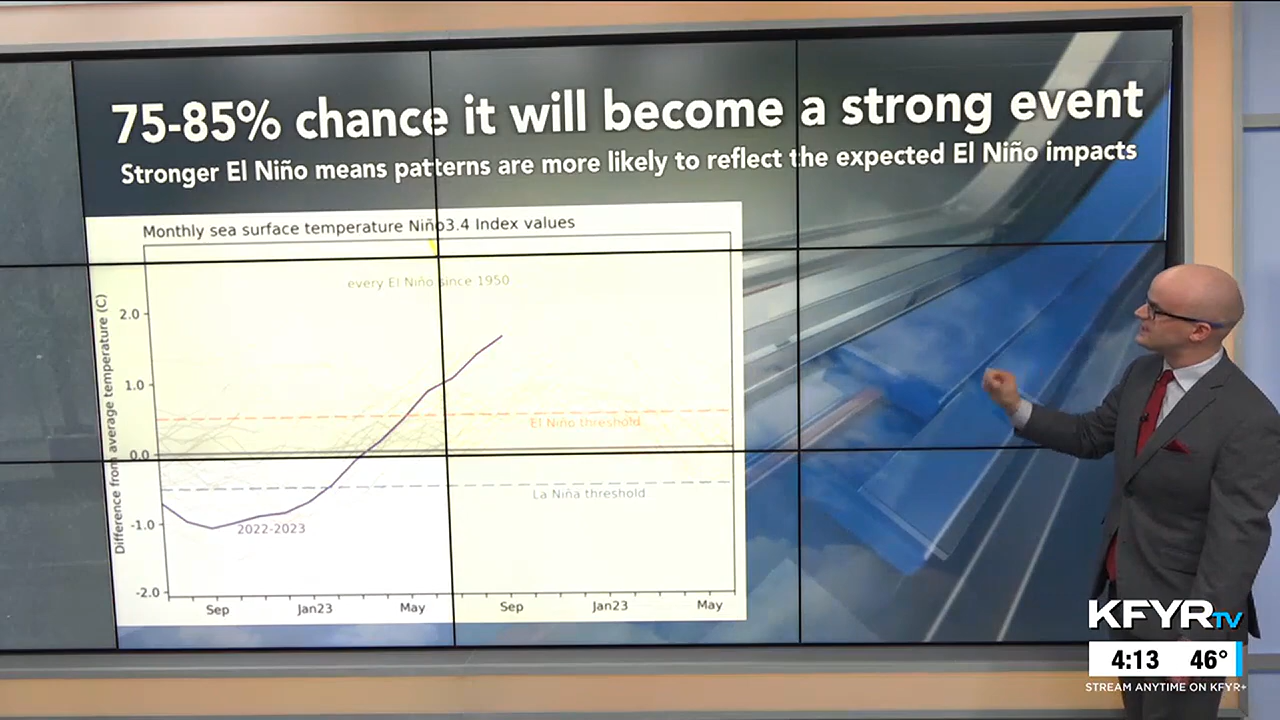 75-85% chance it will become a strong event
Stronger El Niño means patterns are more likely to reflect the expected El Niño impacts
Monthly sea surface temperature Niño3.4 Index values
every El Niño since 1950
Difference from average temperature (C)
2.0
1.0
0.0
-1.0
-2.0
El Niño threshold
La Niña threshold
2022-2023
Sep Jan23 May Sep Jan23 May
KFYR TV
4:13 46°
STREAM ANYTIME ON KFYR+